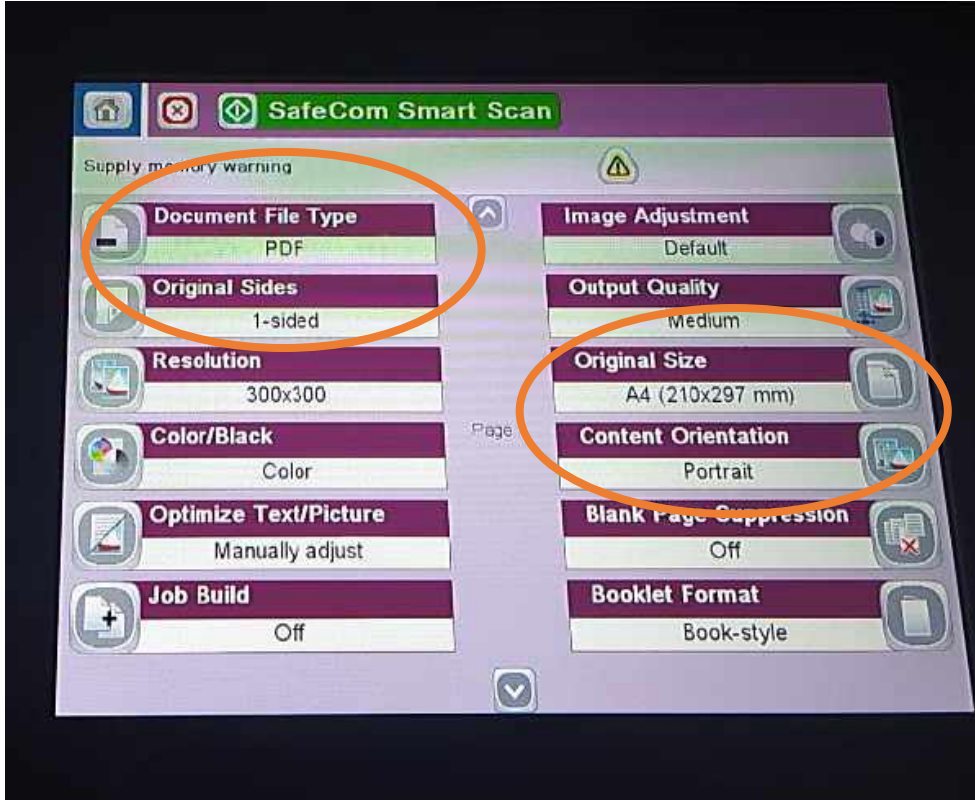 SafeCom Smart Scan
Supply memory warning
Document File Type
PDF
Original Sides
1-sided
Resolution
300x300
Color/Black
Color
Optimize Text/Picture
Manually adjust
Job Build
Off
Page
Image Adjustment
Default
Output Quality
Medium
Original Size
A4 (210x297 mm)
Content Orientation
Portrait
Blank Page Suppression
Off
Booklet Format
Book-style